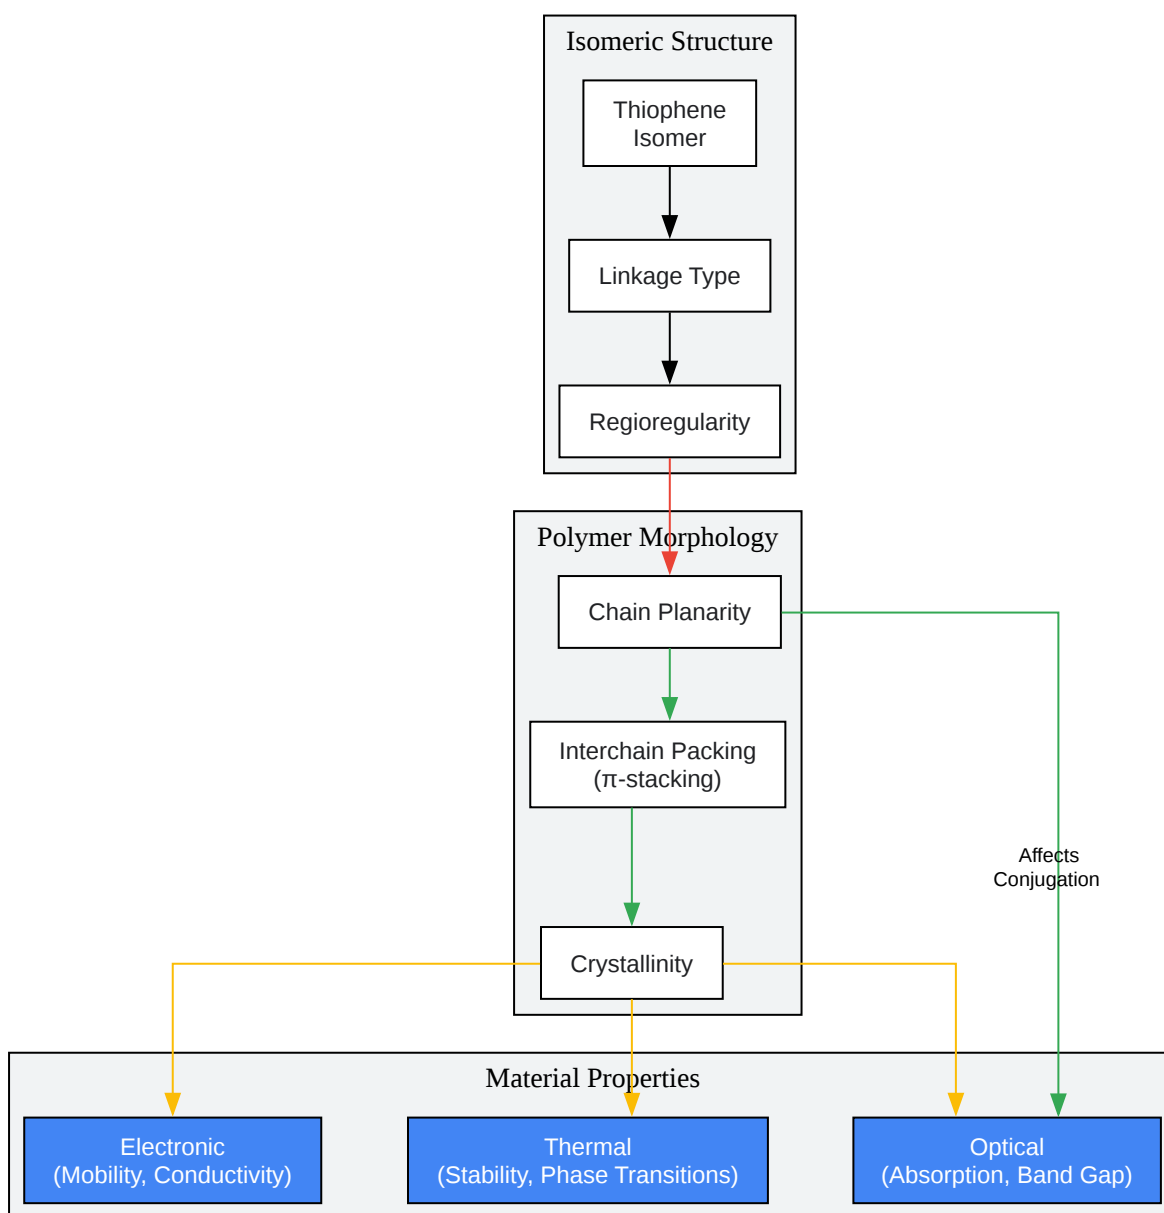 Isomeric Structure
Thiophene
Isomer
Linkage Type
Regioregularity
Polymer Morphology
Chain Planarity
Interchain Packing
(π-stacking)
Affects
Conjugation
Crystallinity
Material Properties
Electronic
(Mobility, Conductivity)
Thermal
(Stability, Phase Transitions)
Optical
(Absorption, Band Gap)